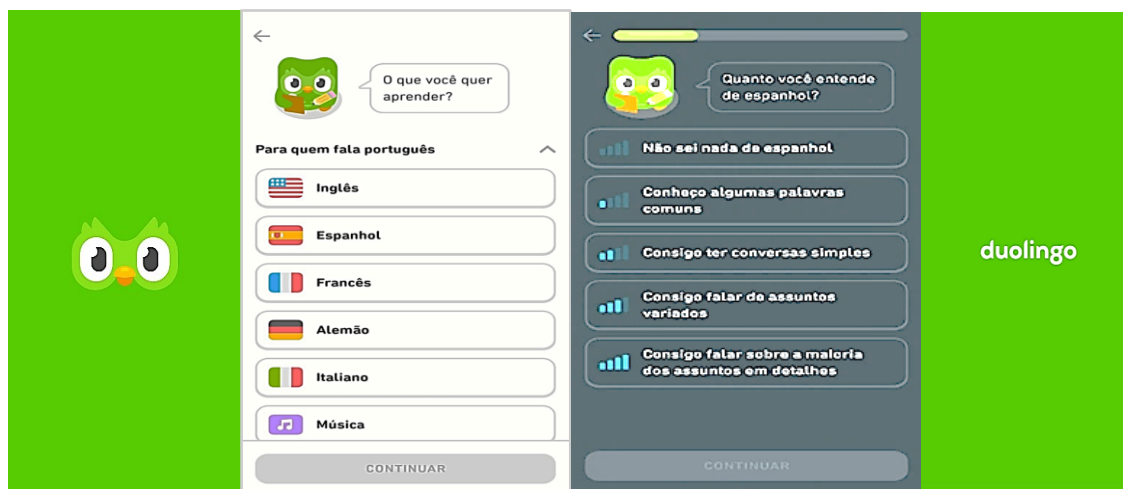 O que você quer
aprender?
Para quem fala português
Inglês
Espanhol
Francês
Alemão
Italiano
Música
CONTINUAR
Quanto você entende
de espanhol?
Não sei nada de espanhol
Conheço algumas palavras
comuns
Consigo ter conversas simples
Consigo falar de assuntos
variados
Consigo falar sobre a maioria
dos assuntos em detalhes
CONTINUAR
duolingo